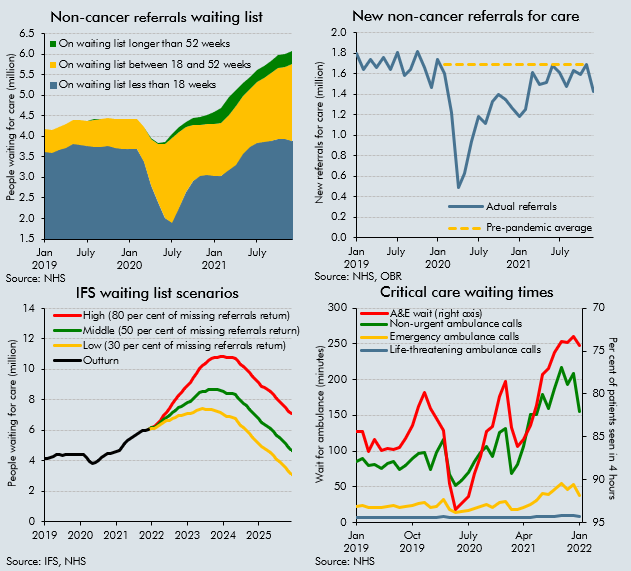 Non-cancer referrals waiting list
People waiting for care (million)
6.5
6.0
5.5
5.0
4.5
4.0
3.5
3.0
2.5
2.0
1.5
On waiting list longer than 52 weeks
On waiting list between 18 and 52 weeks
On waiting list less than 18 weeks
Jan 2019
July
Jan 2020
July
Jan 2021
July
Source: NHS
New non-cancer referrals for care
New referrals for care (million)
2.0
1.8
1.6
1.4
1.2
1.0
0.8
0.6
0.4
0.2
0.0
Actual referrals
Pre-pandemic average
Jan 2019
July
Jan 2020
July
Jan 2021
July
Source: NHS, OBR
IFS waiting list scenarios
People waiting for care (million)
14
12
10
8
6
4
2
0
High (80 per cent of missing referrals return)
Middle (50 per cent of missing referrals return)
Low (30 per cent of missing referrals return)
Outturn
2019
2020
2021
2022
2023
2024
2025
Source: IFS, NHS
Critical care waiting times
Wait for ambulance (minutes)
300
250
200
150
100
50
0
A&E wait (right axis)
Non-urgent ambulance calls
Emergency ambulance calls
Life-threatening ambulance calls
70
75
80
85
90
95
Per cent of patients seen in 4 hours
Jan 2019
Oct 2019
July 2020
Apr 2021
Jan 2022
Source: NHS